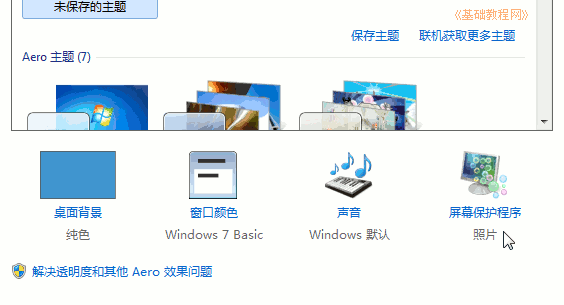 未保存的主题
《基础教程网》
保存主题 联机获取更多主题
Aero 主题 (7)
桌面背景 窗口颜色 声音 屏幕保护程序
纯色 Windows 7 Basic Windows 默认 照片
解决透明度和其他 Aero 效果问题